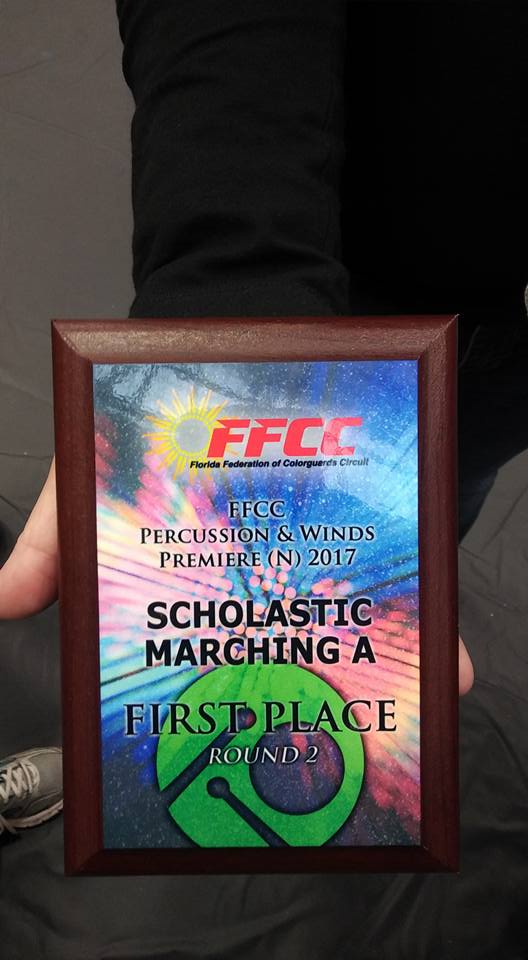 FFCC
Florida Federation of Colorguards Circuit
FFCC
PERCUSSION & WINDS
PREMIERE (N) 2017
SCHOLASTIC
MARCHING A
FIRST PLACE
ROUND 2